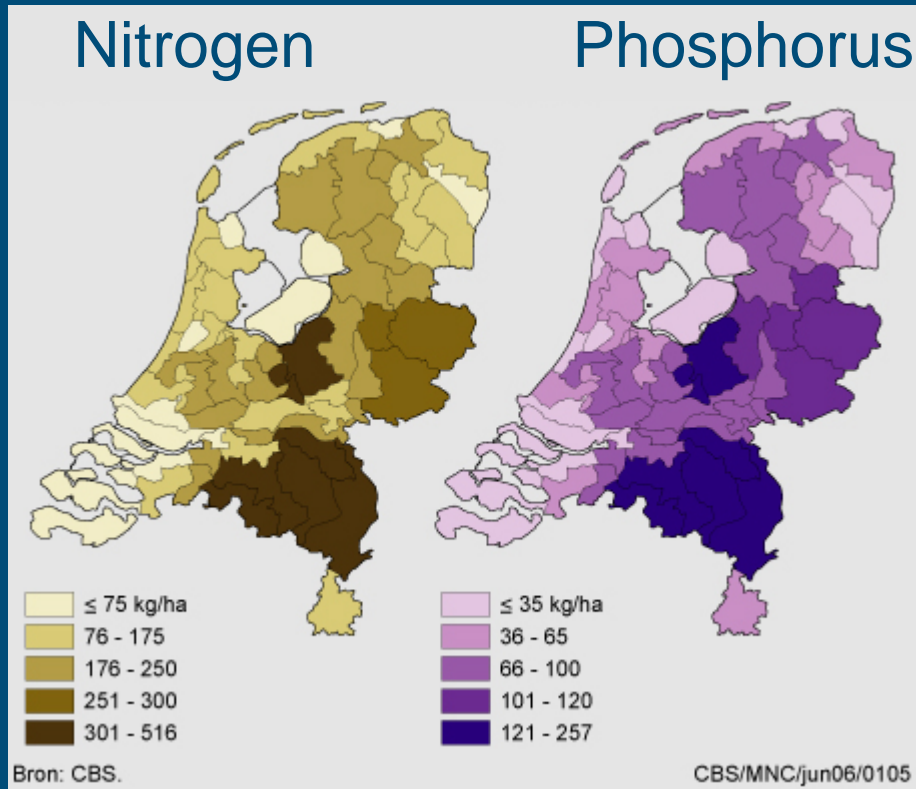 Nitrogen
Phosphorus
≤ 75 kg/ha
76 - 175
176 - 250
251 - 300
301 - 516
≤ 35 kg/ha
36 - 65
66 - 100
101 - 120
121 - 257
Bron: CBS.
CBS/MNC/jun06/0105